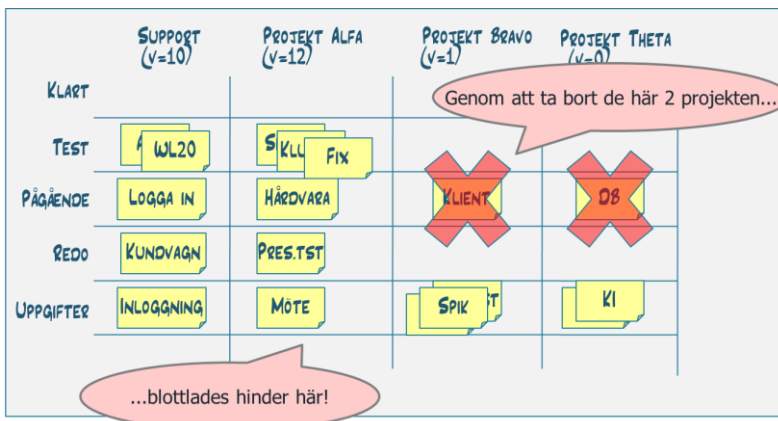 SUPPORT
(v=10)
PROJEKT ALFA
(v=12)
PROJEKT BRAVO
(v=1)
PROJEKT THETA
(v=0)
KLART
Genom att ta bort de här 2 projekten...
TEST
WL20
FIX
PÅGÅENDE
LOGGA IN
HÅRDVARA
KLIENT
DB
REDO
KUNDVAGN
PRES.TST
UPPGIFTER
INLOGGNING
MÖTE
SPIK
KI
...blottlades hinder här!